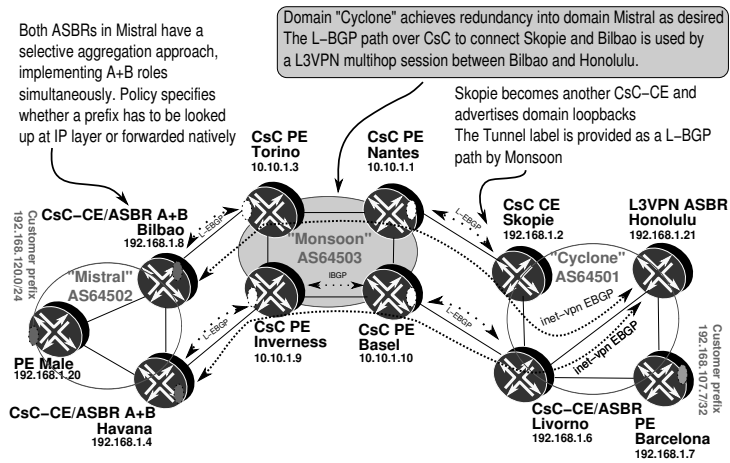 Both ASBRs in Mistral have a
selective aggregation approach,
implementing A+B roles
simultaneously. Policy specifies
whether a prefix has to be looked
up at IP layer or forwarded natively
Domain "Cyclone" achieves redundancy into domain Mistral as desired
The L-BGP path over CsC to connect Skopie and Bilbao is used by
a L3VPN multihop session between Bilbao and Honolulu.
Skopie becomes another CsC-CE and
advertises domain loopbacks
The Tunnel label is provided as a L-BGP
path by Monsoon
CsC PE
Torino
10.10.1.3
CsC PE
Nantes
10.10.1.1
CsC-CE/ASBR A+B
Bilbao
192.168.1.8
L-EBGP
L-EBGP
CsC CE
Skopie
192.168.1.2
L3VPN ASBR
Honolulu
192.168.1.21
Customer prefix
192.168.120.0/24
"Mistral"
AS64502
"Monsoon"
AS64503
"Cyclone"
AS64501
IBGP
inet-vpn EBGP
inet-vpn EBGP
L-EBGP
L-EBGP
PE Male
192.168.1.20
CsC PE
Inverness
10.10.1.9
CsC PE
Basel
10.10.1.10
Customer prefix
192.168.107.7/32
CsC-CE/ASBR A+B
Havana
192.168.1.4
CsC-CE/ASBR
Livorno
192.168.1.6
PE
Barcelona
192.168.1.7